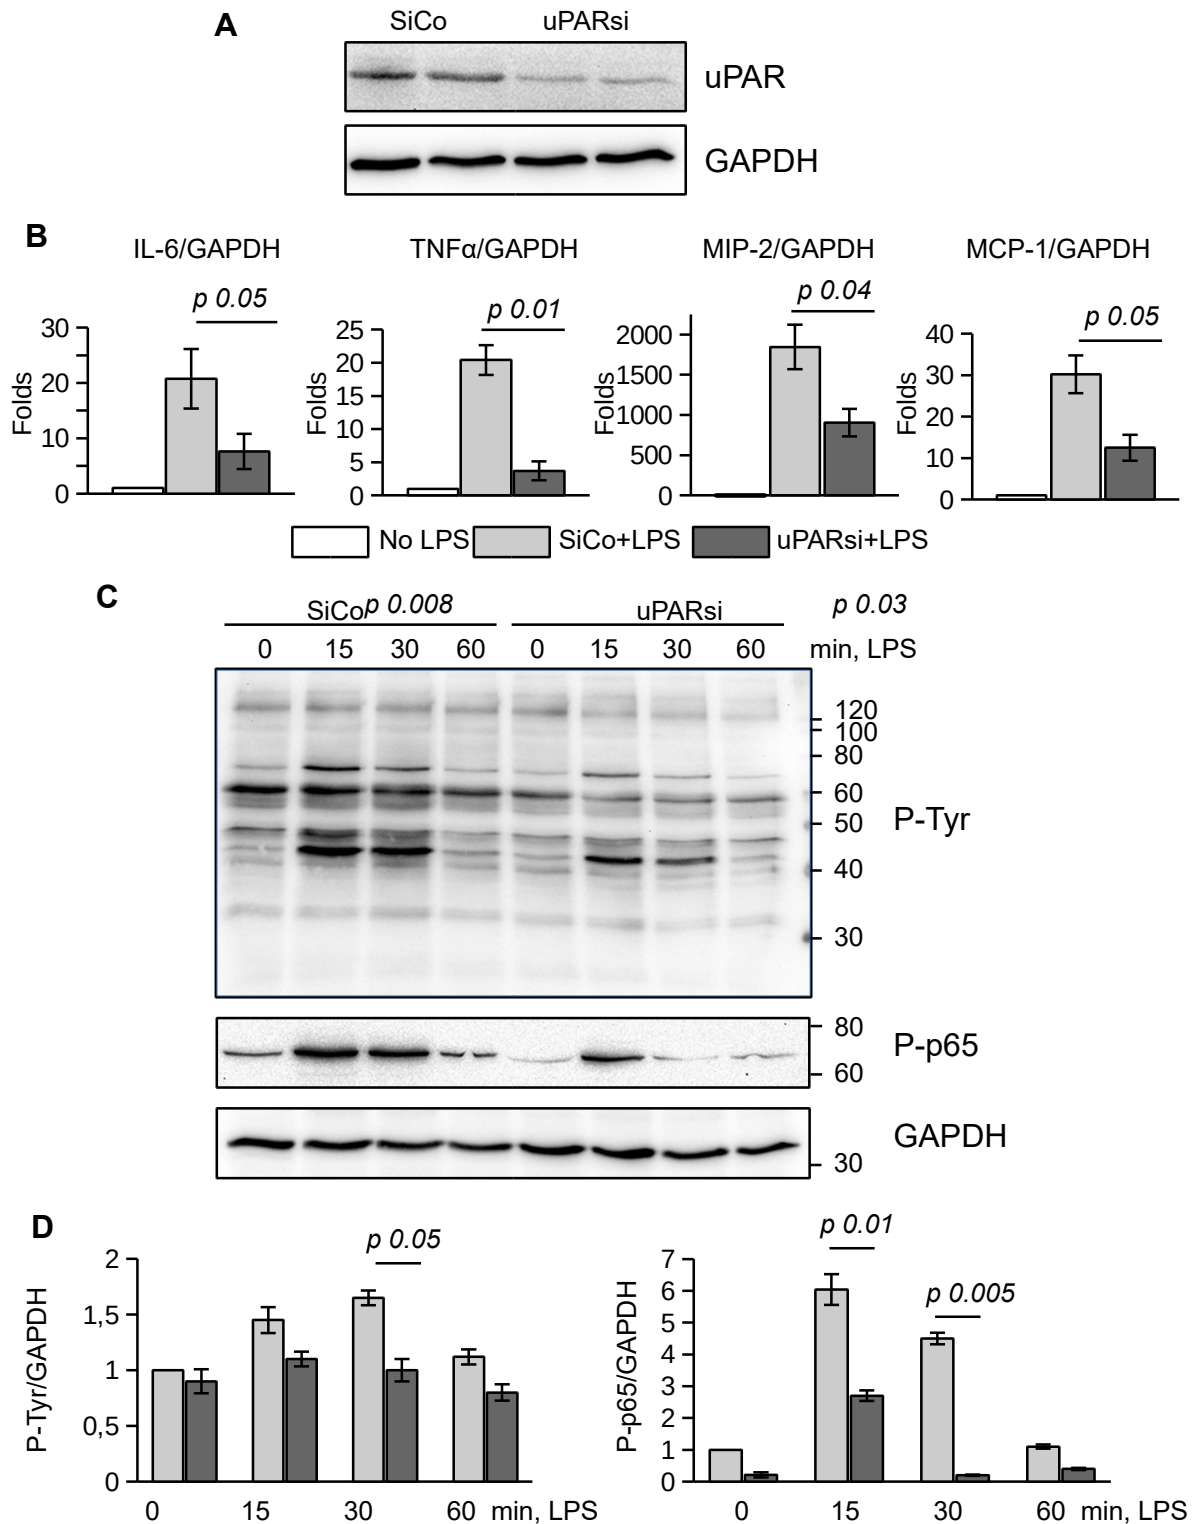 A
SiCo uPARsi
uPAR
GAPDH
B
IL-6/GAPDH TNFα/GAPDH MIP-2/GAPDH MCP-1/GAPDH
p 0.05 p 0.01 p 0.04 p 0.05
Folds
30
20
10
0
Folds
25
20
15
10
5
0
Folds
2000
1500
1000
500
0
Folds
40
30
20
10
0
No LPS SiCo+LPS uPARsi+LPS
C
SiCo p 0.008 uPARsi p 0.03
0 15 30 60 0 15 30 60 min, LPS
120
100
80
60
50
40
30
P-Tyr
80
60
P-p65
GAPDH
30
D
p 0.05
P-Tyr/GAPDH
2
1,5
1
0,5
0
0 15 30 60 min, LPS
p 0.01
p 0.005
P-p65/GAPDH
7
6
5
4
3
2
1
0
0 15 30 60 min, LPS